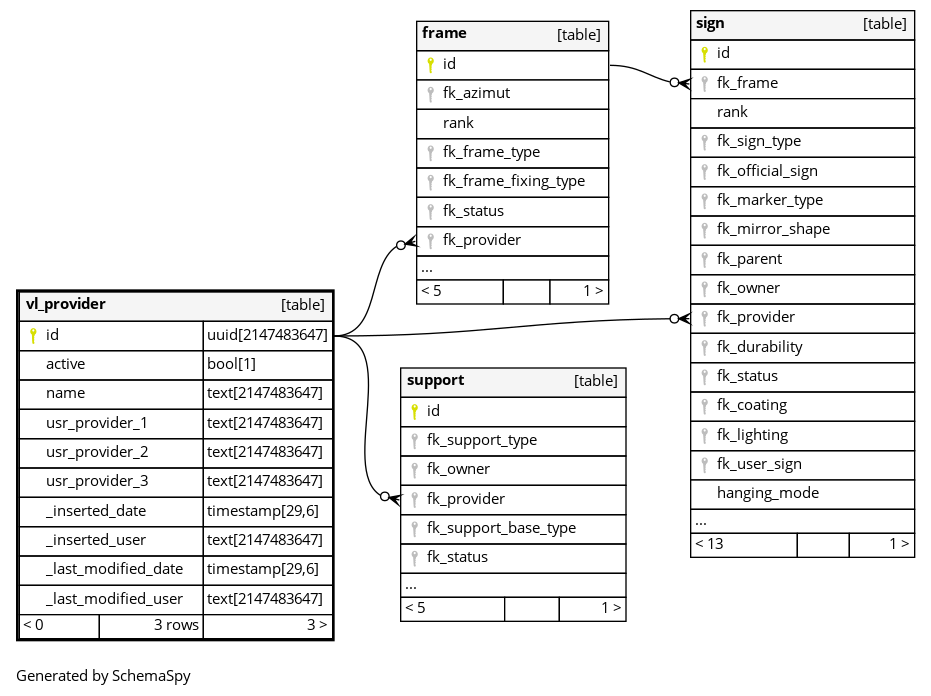 frame [table]
id
fk_azimut
rank
fk_frame_type
fk_frame_fixing_type
fk_status
fk_provider
...
< 5 1 >
sign [table]
id
fk_frame
rank
fk_sign_type
fk_official_sign
fk_marker_type
fk_mirror_shape
fk_parent
fk_owner
fk_provider
fk_durability
fk_status
fk_coating
fk_lighting
fk_user_sign
hanging_mode
...
< 13 1 >
vl_provider [table]
id uuid[2147483647]
active bool[1]
name text[2147483647]
usr_provider_1 text[2147483647]
usr_provider_2 text[2147483647]
usr_provider_3 text[2147483647]
_inserted_date timestamp[29,6]
_inserted_user text[2147483647]
_last_modified_date timestamp[29,6]
_last_modified_user text[2147483647]
< 0 3 rows 3 >
support [table]
id
fk_support_type
fk_owner
fk_provider
fk_support_base_type
fk_status
...
< 5 1 >
Generated by SchemaSpy